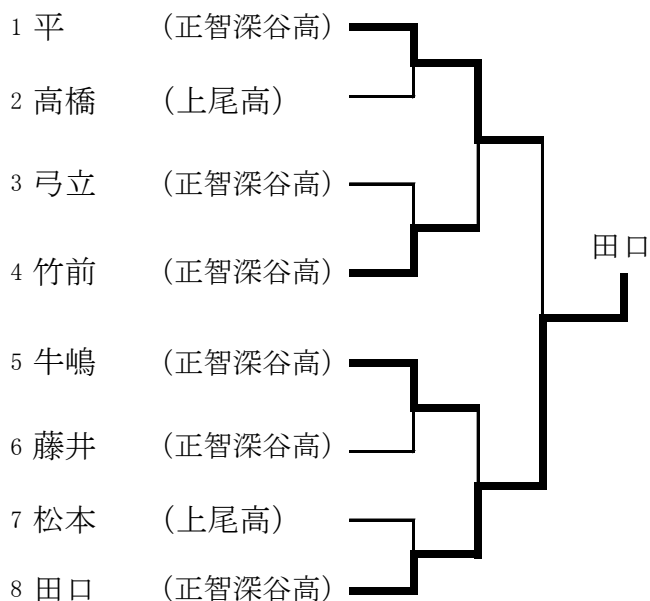 1 平 (正智深谷高)
2 高橋 (上尾高)
3 弓立 (正智深谷高)
田口
4 竹前 (正智深谷高)
5 牛嶋 (正智深谷高)
6 藤井 (正智深谷高)
7 松本 (上尾高)
8 田口 (正智深谷高)